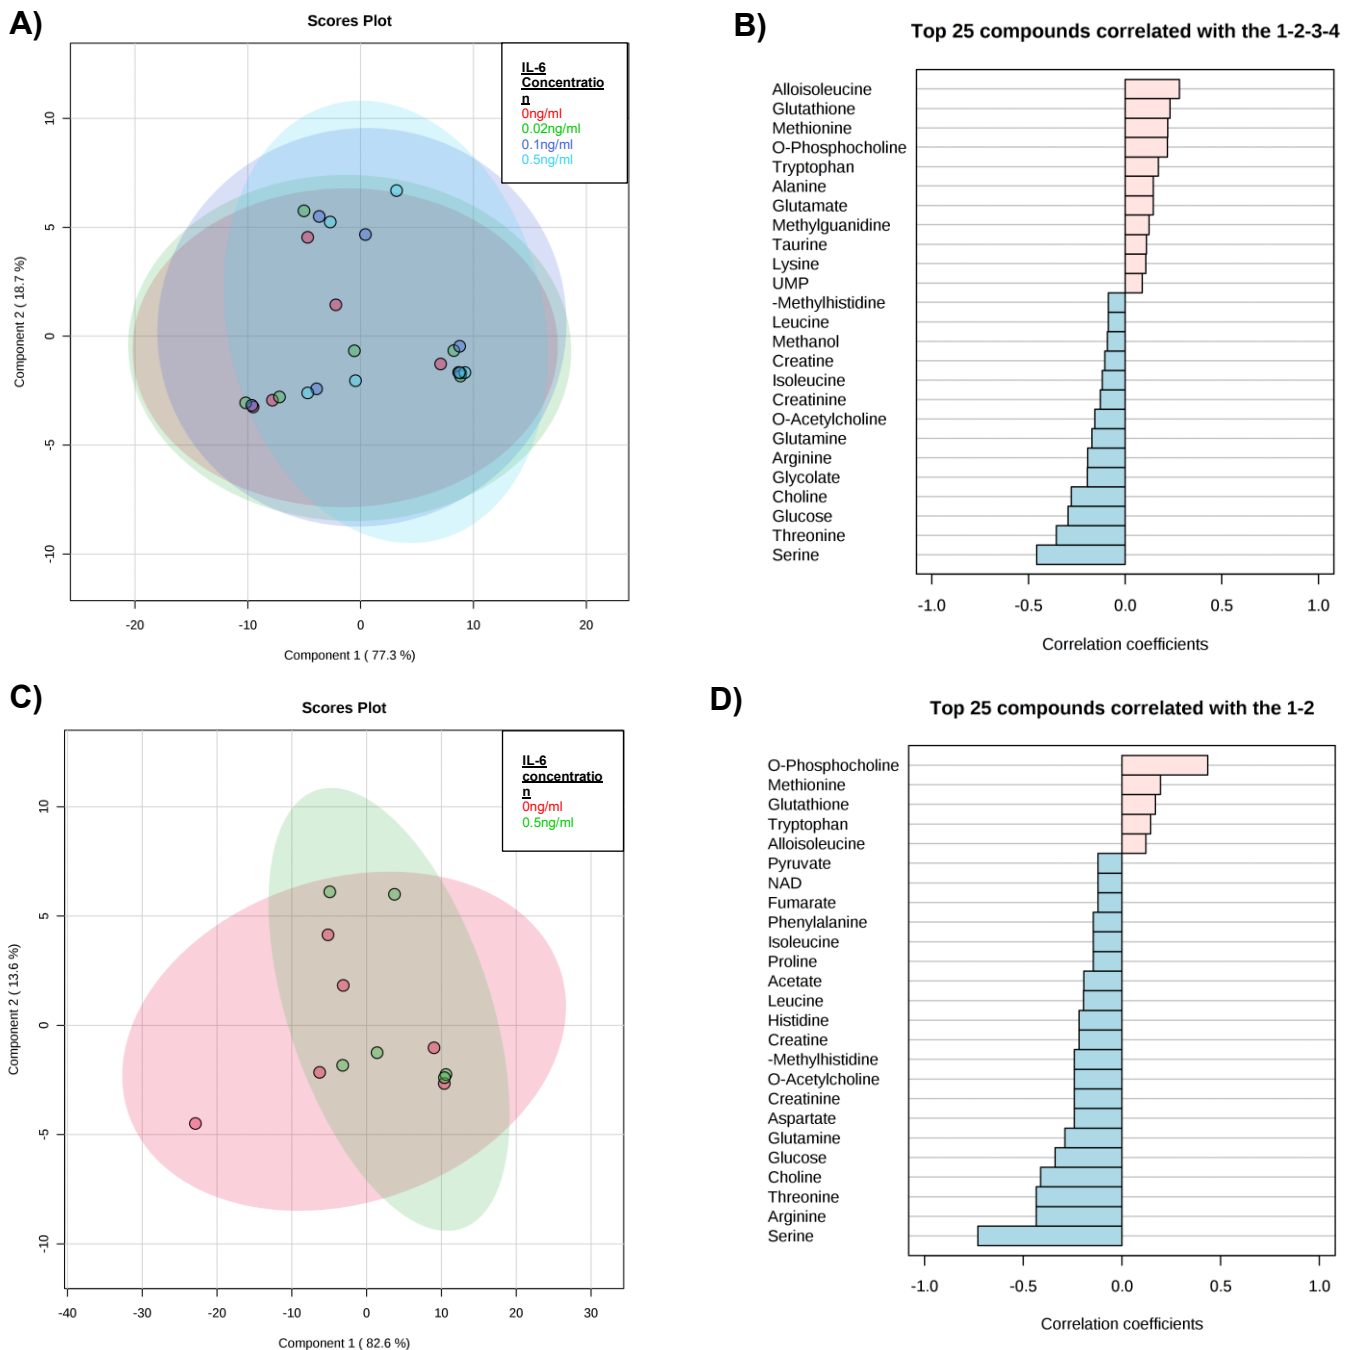 A)
Scores Plot
IL-6
Concentratio
n
0ng/ml
0.02ng/ml
0.1ng/ml
0.5ng/ml
Component 2 ( 18.7 %)
10
5
0
-5
-10
-20
-10
0
10
20
Component 1 ( 77.3 %)
B)
Top 25 compounds correlated with the 1-2-3-4
Alloisoleucine
Glutathione
Methionine
O-Phosphocholine
Tryptophan
Alanine
Glutamate
Methylguanidine
Taurine
Lysine
UMP
-Methylhistidine
Leucine
Methanol
Creatine
Isoleucine
Creatinine
O-Acetylcholine
Glutamine
Arginine
Glycolate
Choline
Glucose
Threonine
Serine
-1.0
-0.5
0.0
0.5
1.0
Correlation coefficients
C)
Scores Plot
IL-6
concentratio
n
0ng/ml
0.5ng/ml
Component 2 ( 13.6 %)
10
5
0
-5
-10
-40
-30
-20
-10
0
10
20
30
Component 1 ( 82.6 %)
D)
Top 25 compounds correlated with the 1-2
O-Phosphocholine
Methionine
Glutathione
Tryptophan
Alloisoleucine
Pyruvate
NAD
Fumarate
Phenylalanine
Isoleucine
Proline
Acetate
Leucine
Histidine
Creatine
-Methylhistidine
O-Acetylcholine
Creatinine
Aspartate
Glutamine
Glucose
Choline
Threonine
Arginine
Serine
-1.0
-0.5
0.0
0.5
1.0
Correlation coefficients